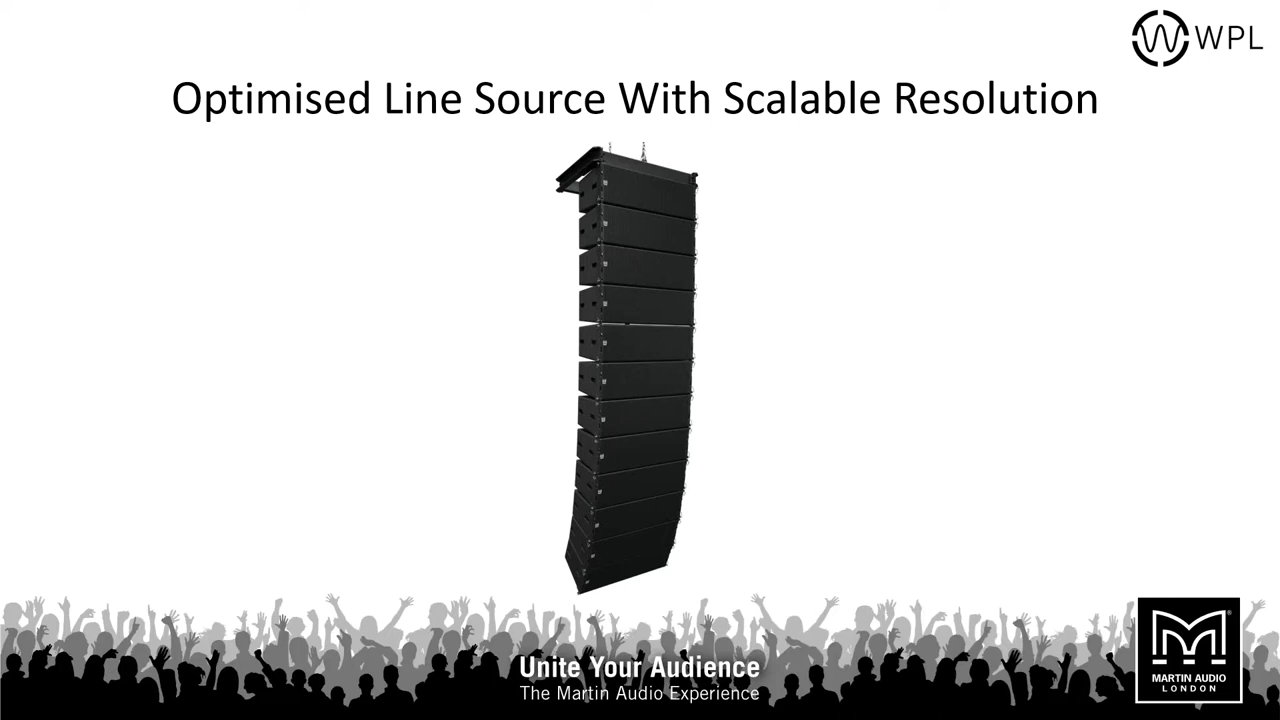 WPL
Optimised Line Source With Scalable Resolution
Unite Your Audience
The Martin Audio Experience
MARTIN AUDIO
LONDON